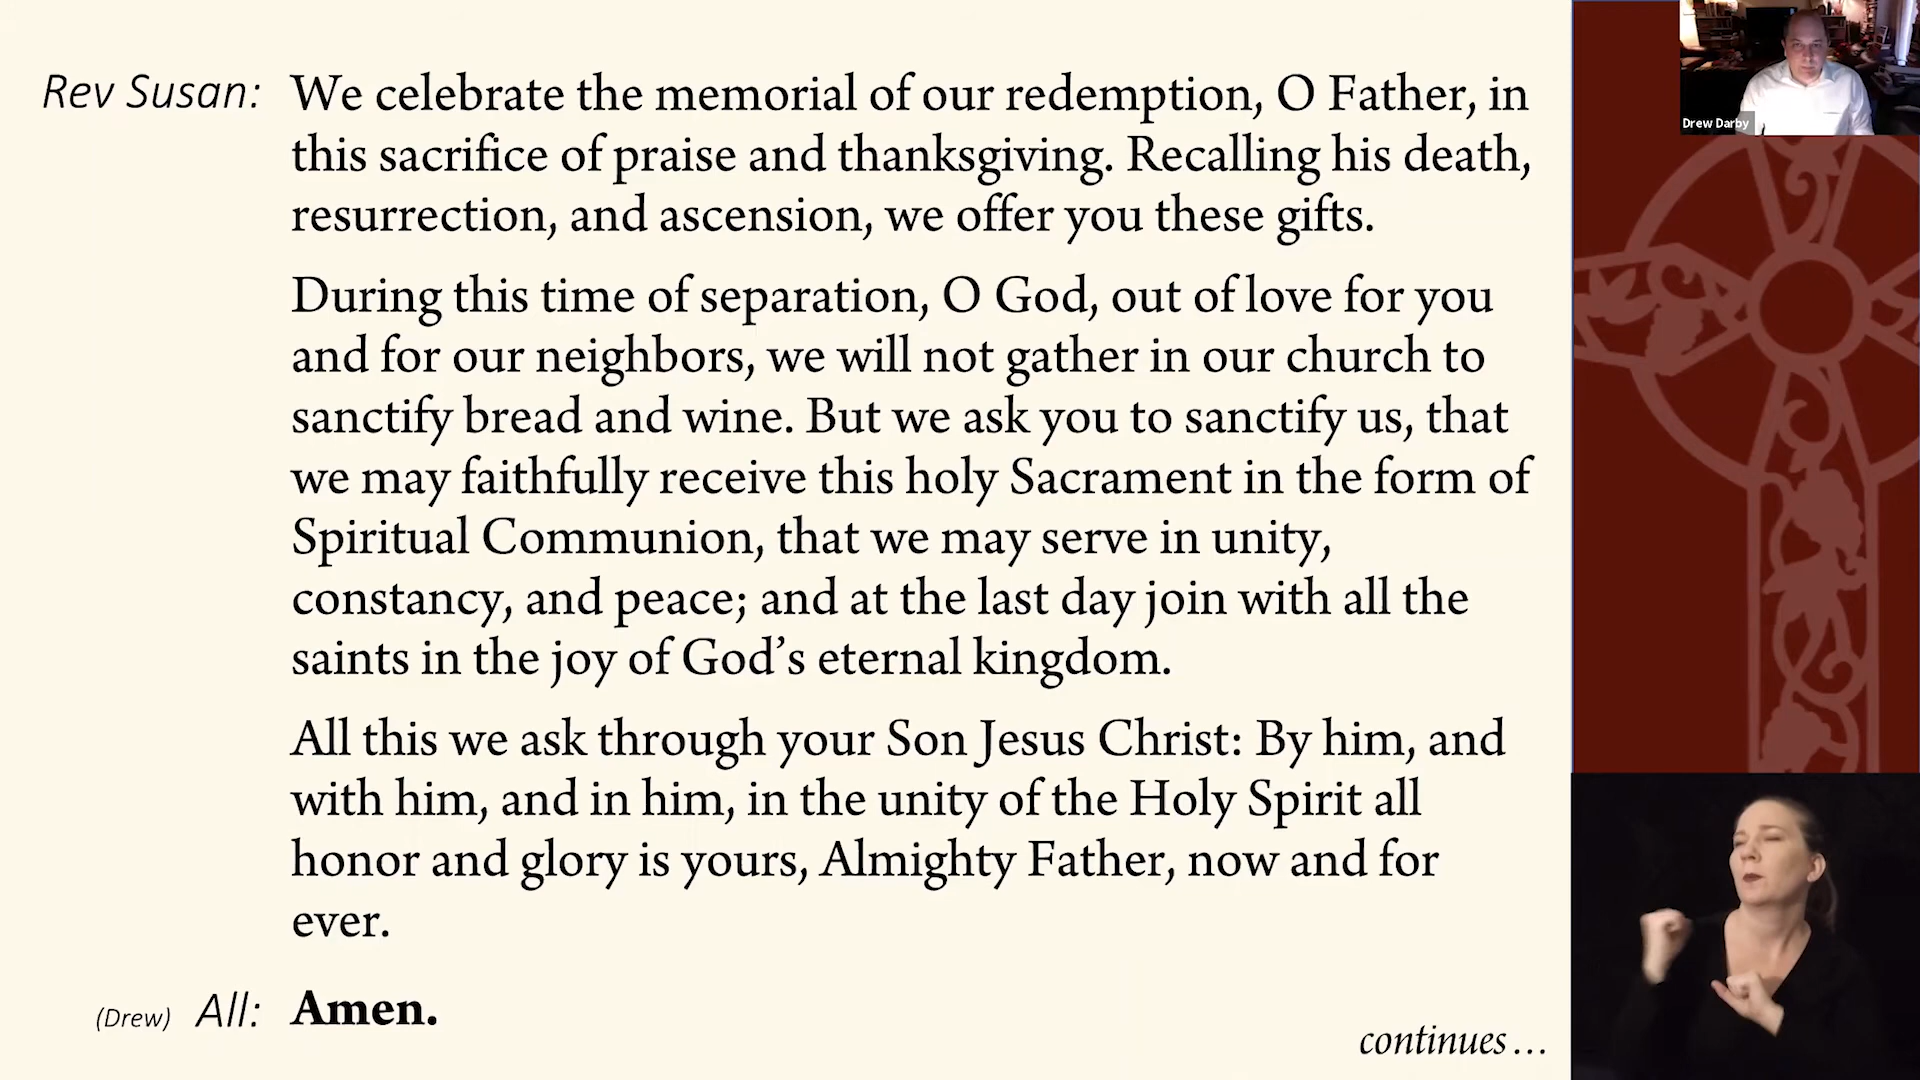 Rev Susan: We celebrate the memorial of our redemption, O Father, in
this sacrifice of praise and thanksgiving. Recalling his death,
resurrection, and ascension, we offer you these gifts.
During this time of separation, O God, out of love for you
and for our neighbors, we will not gather in our church to
sanctify bread and wine. But we ask you to sanctify us, that
we may faithfully receive this holy Sacrament in the form of
Spiritual Communion, that we may serve in unity,
constancy, and peace; and at the last day join with all the
saints in the joy of God’s eternal kingdom.
All this we ask through your Son Jesus Christ: By him, and
with him, and in him, in the unity of the Holy Spirit all
honor and glory is yours, Almighty Father, now and for
ever.
(Drew) All: Amen.
continues…
Drew Darby